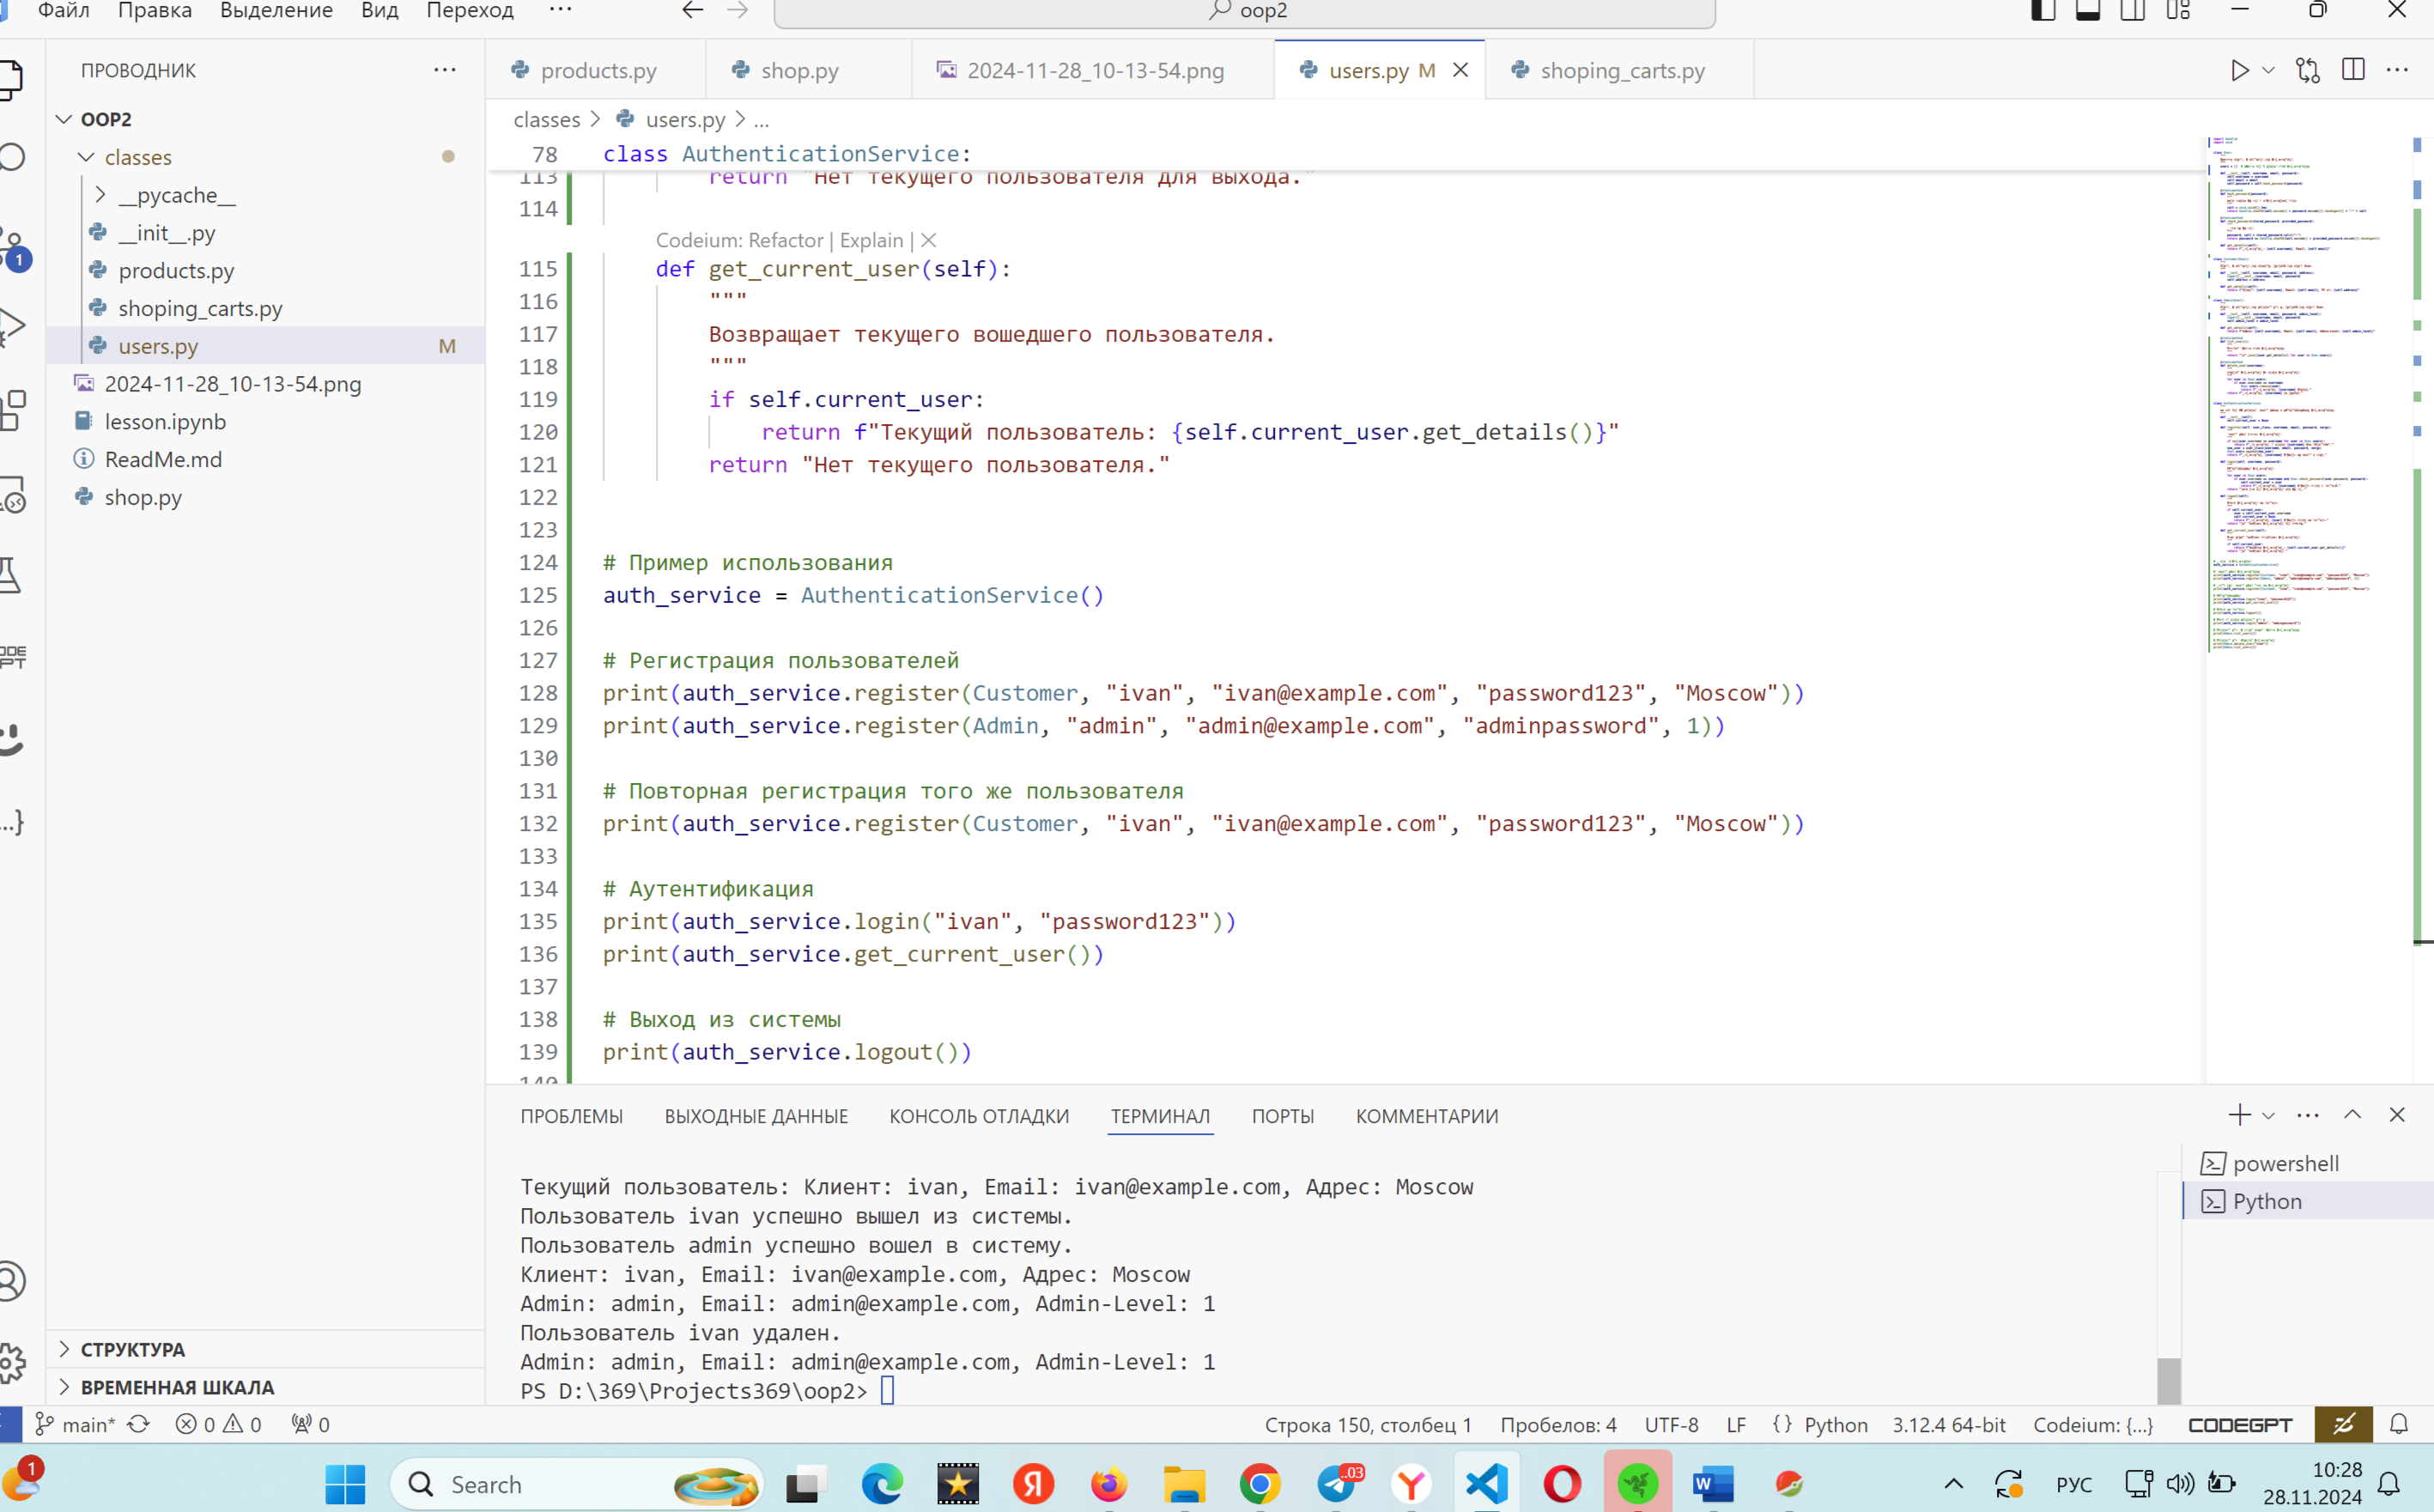 Файл Правка Выделение Вид Переход ···
oop2
ПРОВОДНИК ···
products.py shop.py 2024-11-28_10-13-54.png users.py M shoping_carts.py
OOP2
classes
__pycache__
__init__.py
products.py
shoping_carts.py
users.py M
2024-11-28_10-13-54.png
lesson.ipynb
ReadMe.md
shop.py
СТРУКТУРА
ВРЕМЕННАЯ ШКАЛА
1
classes > users.py > ...
78 class AuthenticationService:
113 return "Нет текущего пользователя для выхода."
114
Codeium: Refactor | Explain | ×
115 def get_current_user(self):
116 """
117 Возвращает текущего вошедшего пользователя.
118 """
119 if self.current_user:
120 return f"Текущий пользователь: {self.current_user.get_details()}"
121 return "Нет текущего пользователя."
122
123
124 # Пример использования
125 auth_service = AuthenticationService()
126
127 # Регистрация пользователей
128 print(auth_service.register(Customer, "ivan", "ivan@example.com", "password123", "Moscow"))
129 print(auth_service.register(Admin, "admin", "admin@example.com", "adminpassword", 1))
130
131 # Повторная регистрация того же пользователя
132 print(auth_service.register(Customer, "ivan", "ivan@example.com", "password123", "Moscow"))
133
134 # Аутентификация
135 print(auth_service.login("ivan", "password123"))
136 print(auth_service.get_current_user())
137
138 # Выход из системы
139 print(auth_service.logout())
140
ПРОБЛЕМЫ ВЫХОДНЫЕ ДАННЫЕ КОНСОЛЬ ОТЛАДКИ ТЕРМИНАЛ ПОРТЫ КОММЕНТАРИИ
Текущий пользователь: Клиент: ivan, Email: ivan@example.com, Адрес: Moscow
Пользователь ivan успешно вышел из системы.
Пользователь admin успешно вошел в систему.
Клиент: ivan, Email: ivan@example.com, Адрес: Moscow
Admin: admin, Email: admin@example.com, Admin-Level: 1
Пользователь ivan удален.
Admin: admin, Email: admin@example.com, Admin-Level: 1
PS D:\369\Projects369\oop2>
powershell
Python
main* 0 0 0 Строка 150, столбец 1 Пробелов: 4 UTF-8 LF {} Python 3.12.4 64-bit Codeium: {...} CODEGPT
1 Search ..03 РУС 10:28
28.11.2024